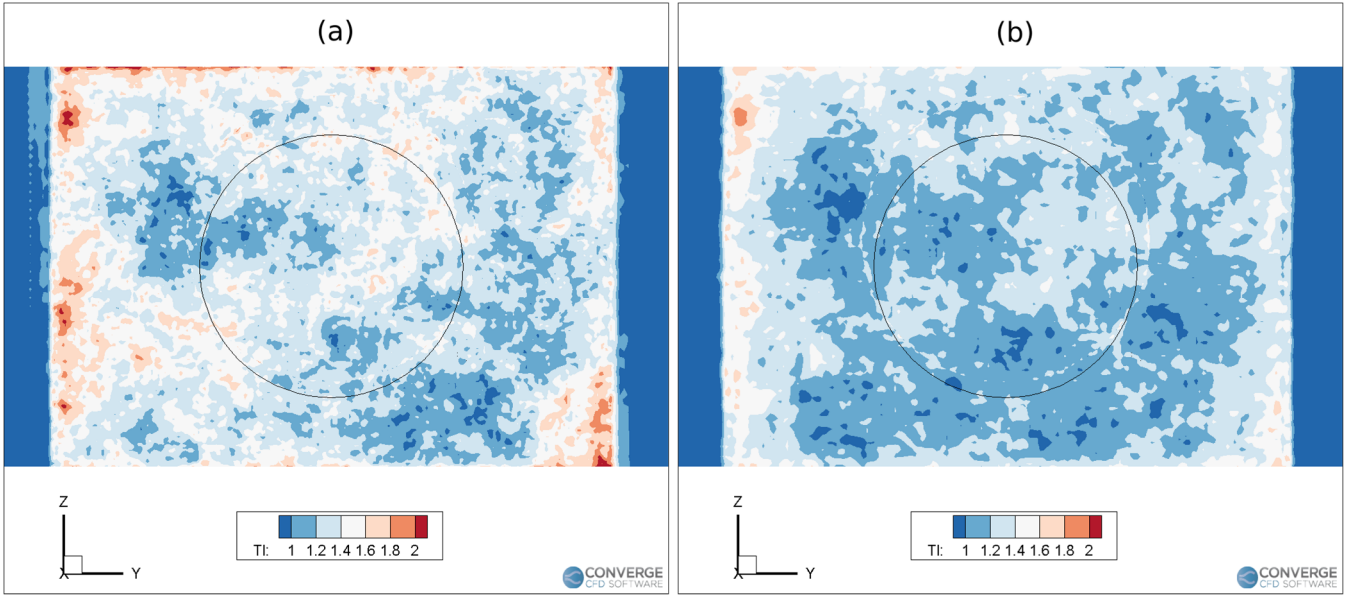 (a)
Z
X
Y
TI: 1 1.2 1.4 1.6 1.8 2
CONVERGE
CFD SOFTWARE
(b)
Z
X
Y
TI: 1 1.2 1.4 1.6 1.8 2
CONVERGE
CFD SOFTWARE